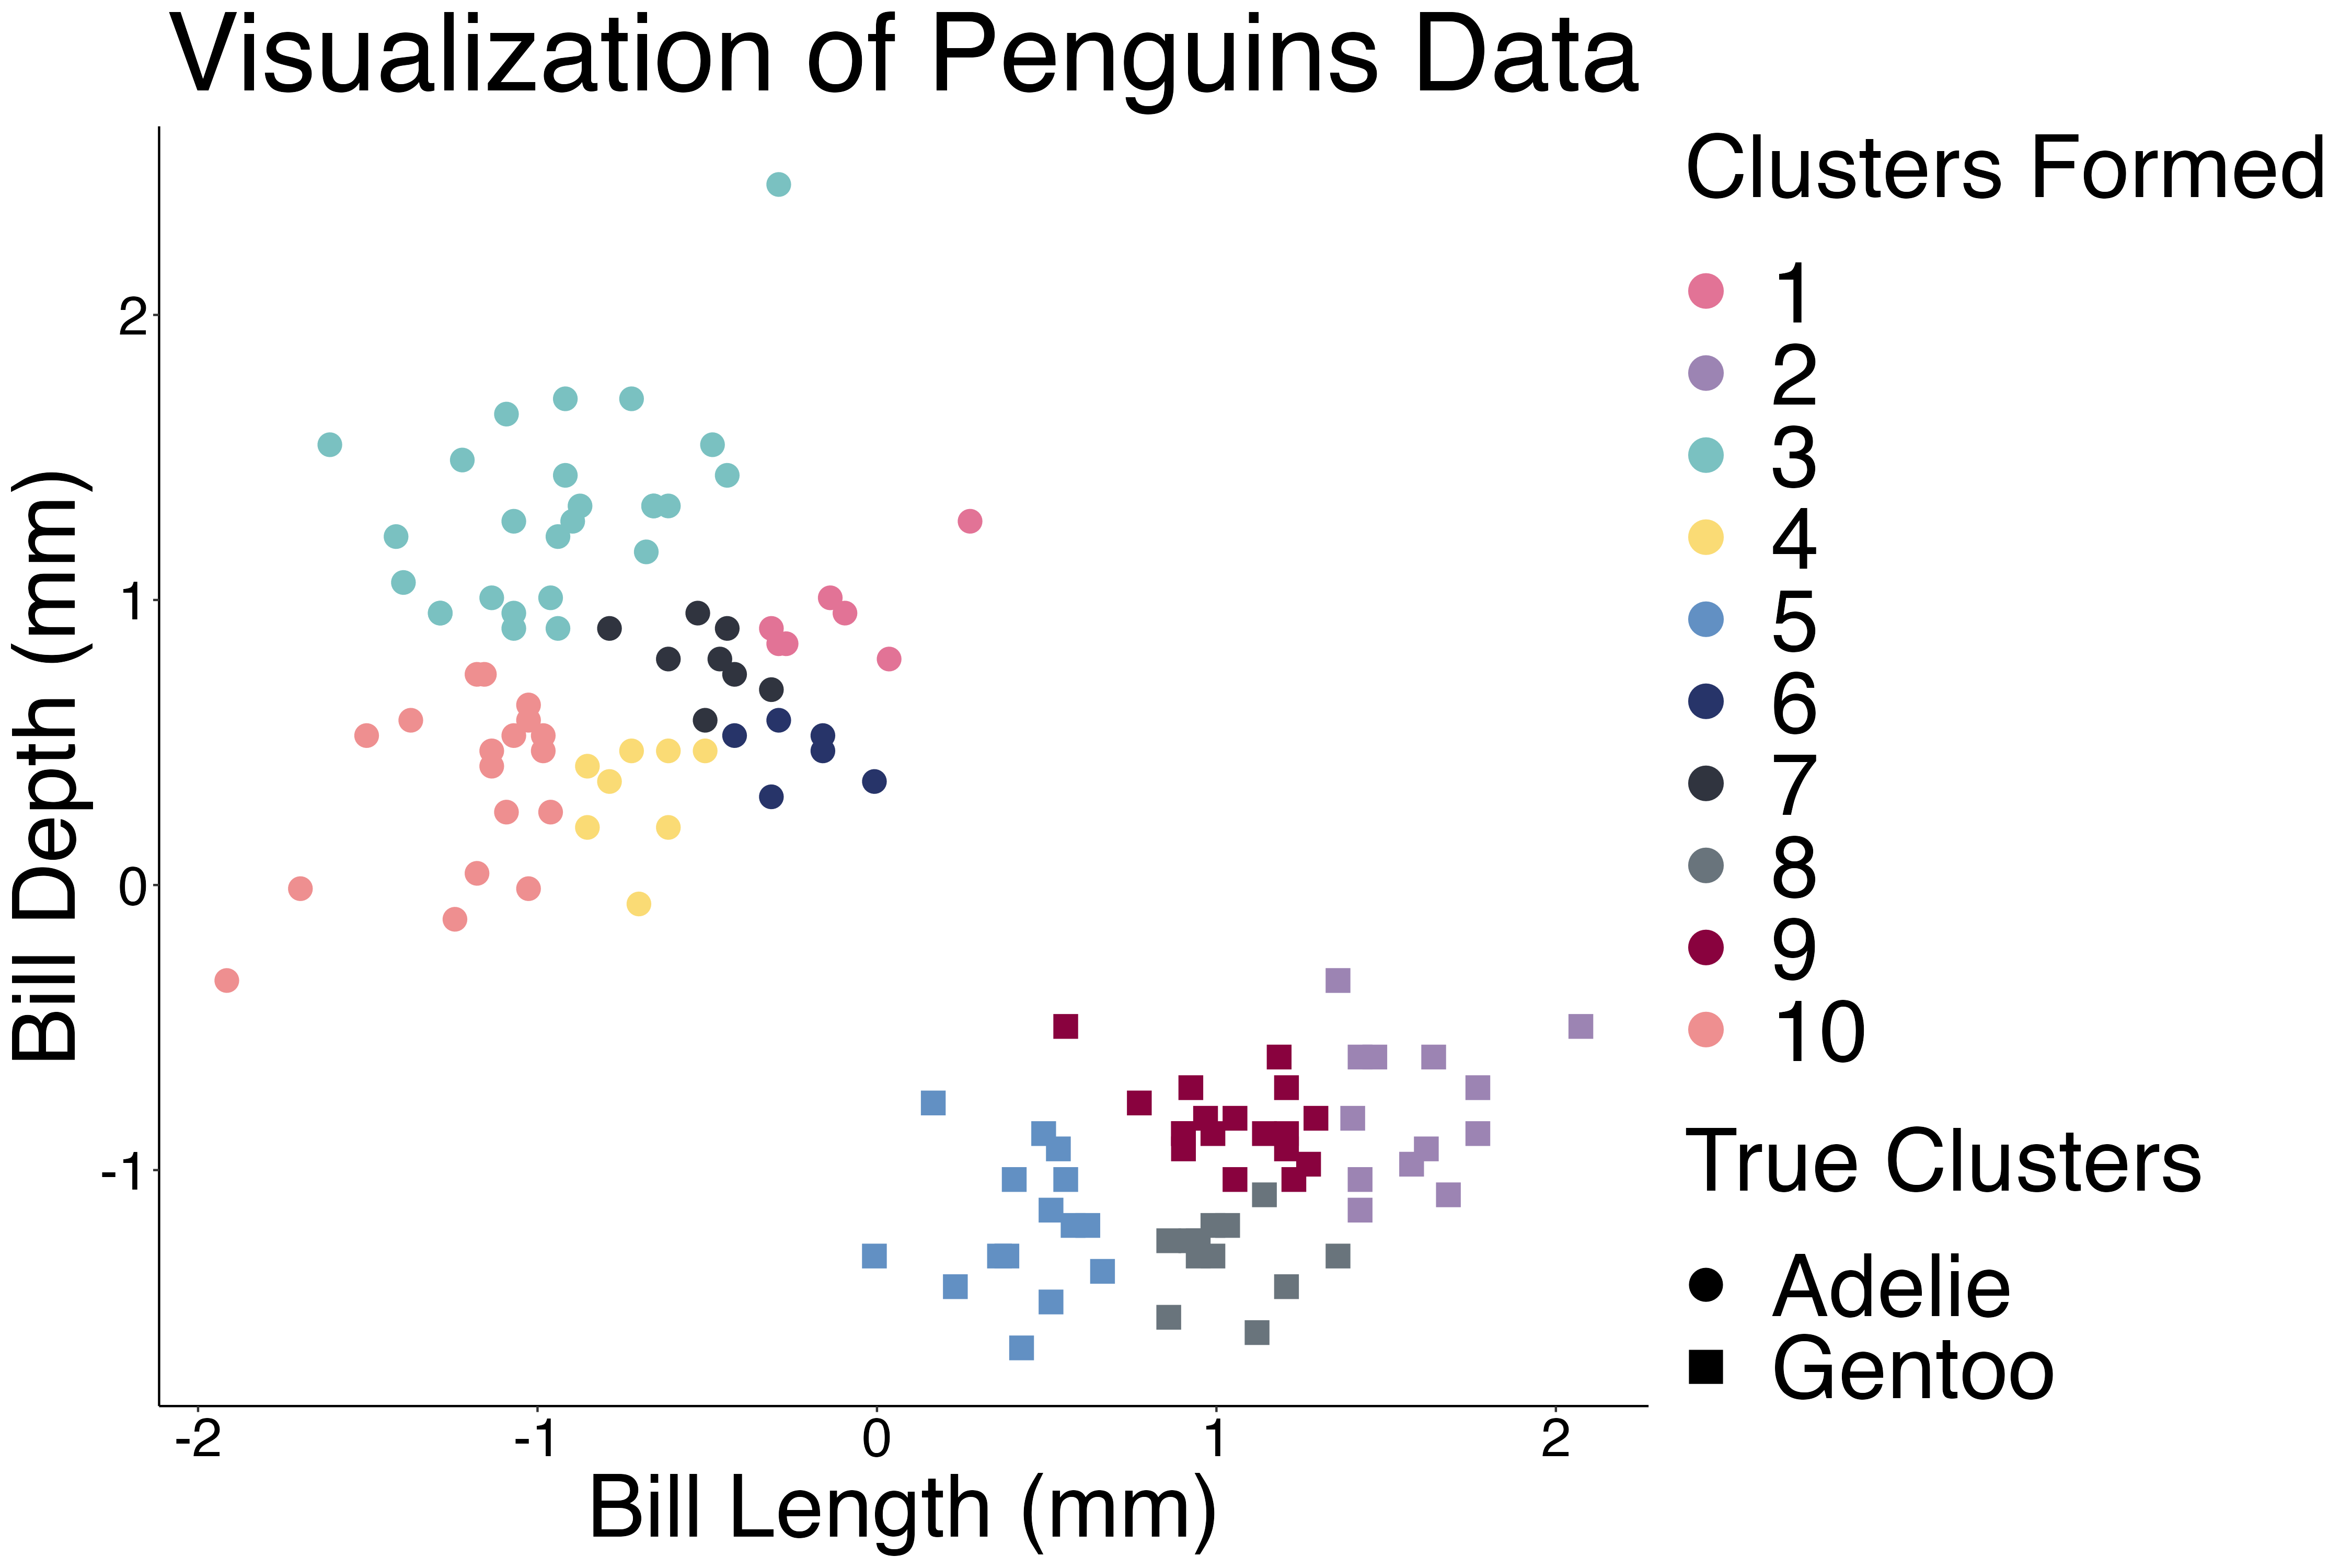 Visualization of Penguins Data
Bill Depth (mm)
2
1
0
-1
-2
-1
0
1
2
Bill Length (mm)
Clusters Formed
1
2
3
4
5
6
7
8
9
10
True Clusters
Adelie
Gentoo